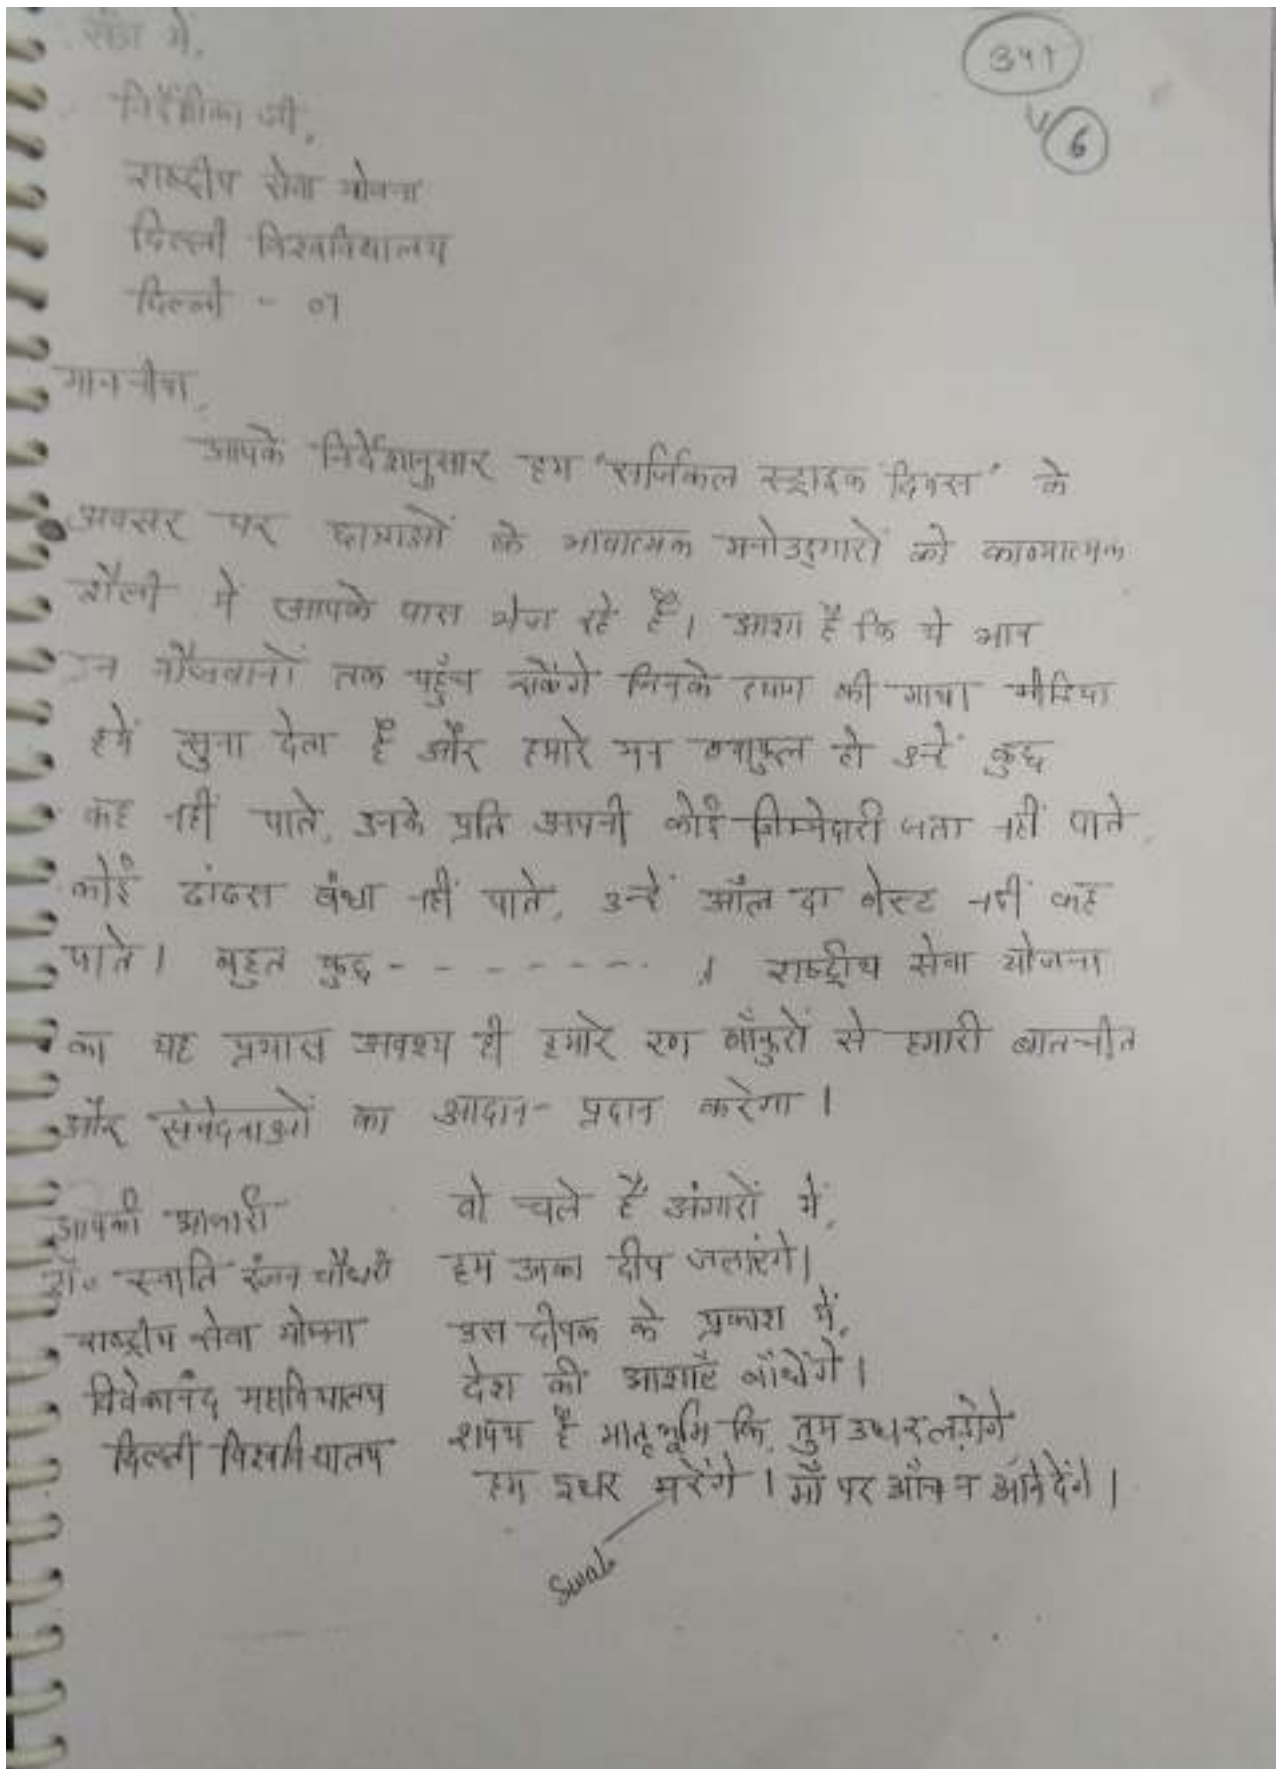 सेवा में,
341
6
निर्देशिका जी,
राष्ट्रीय सेवा योजना
दिल्ली विश्वविद्यालय
दिल्ली - 07
माननीया,
आपके निर्देशानुसार हम 'सर्जिकल स्ट्राइक दिवस' के
अवसर पर छात्राओं के भावात्मक मनोउद्गारों को काव्यात्मक
शैली में आपके पास भेज रहे हैं। आशा है कि ये भाव
उन नौजवानों तक पहुँच सकेंगे जिनके त्याग की गाथा मीडिया
हमें सुना देता है और हमारे मन व्याकुल हो उन्हें कुछ
कह नहीं पाते, उनके प्रति अपनी कोई जिम्मेदारी जता नहीं पाते,
कोई ढांढस बंधा नहीं पाते, उन्हें ऑल दा बेस्ट नहीं कह
पाते। बहुत कुछ - - - - - - - - । राष्ट्रीय सेवा योजना
का यह प्रयास अवश्य ही हमारे रण बाँकुरों से हमारी बातचीत
और संवेदनाओं का आदान-प्रदान करेगा।
आपकी आभारी
डॉ० स्वाति रंजन चौधरी
राष्ट्रीय सेवा योजना
विवेकानंद महाविद्यालय
दिल्ली विश्वविद्यालय
वो चले हैं अंगारों में,
हम उनका दीप जलाएंगे।
उस दीपक के प्रकाश में,
देश की आशाएँ बाँधेंगे।
शपथ है मातृभूमि कि, तुम उधर लड़ोगे
हम इधर मरेंगे। माँ पर आँच न आने देंगे।